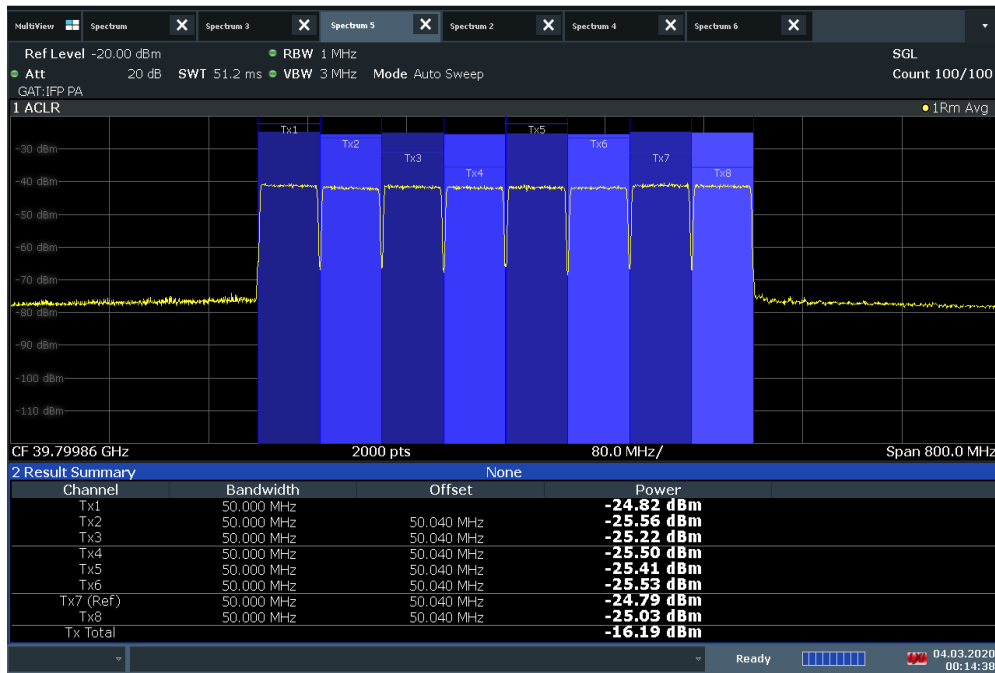 MultiView Spectrum Spectrum 3 Spectrum 5 Spectrum 2 Spectrum 4 Spectrum 6
Ref Level -20.00 dBm RBW 1 MHz SGL
Att 20 dB SWT 51.2 ms VBW 3 MHz Mode Auto Sweep Count 100/100
GAT:IFP PA
1 ACLR 1Rm Avg
Tx1 Tx5
Tx2 Tx6
-30 dBm
Tx3 Tx7
Tx4 Tx8
-40 dBm
-50 dBm
-60 dBm
-70 dBm
-80 dBm
-90 dBm
-100 dBm
-110 dBm
CF 39.79986 GHz 2000 pts 80.0 MHz/ Span 800.0 MHz
2 Result Summary None
Channel Bandwidth Offset Power
Tx1 50.000 MHz -24.82 dBm
Tx2 50.000 MHz 50.040 MHz -25.56 dBm
Tx3 50.000 MHz 50.040 MHz -25.22 dBm
Tx4 50.000 MHz 50.040 MHz -25.50 dBm
Tx5 50.000 MHz 50.040 MHz -25.41 dBm
Tx6 50.000 MHz 50.040 MHz -25.53 dBm
Tx7 (Ref) 50.000 MHz 50.040 MHz -24.79 dBm
Tx8 50.000 MHz 50.040 MHz -25.03 dBm
Tx Total -16.19 dBm
Ready 04.03.2020
00:14:38